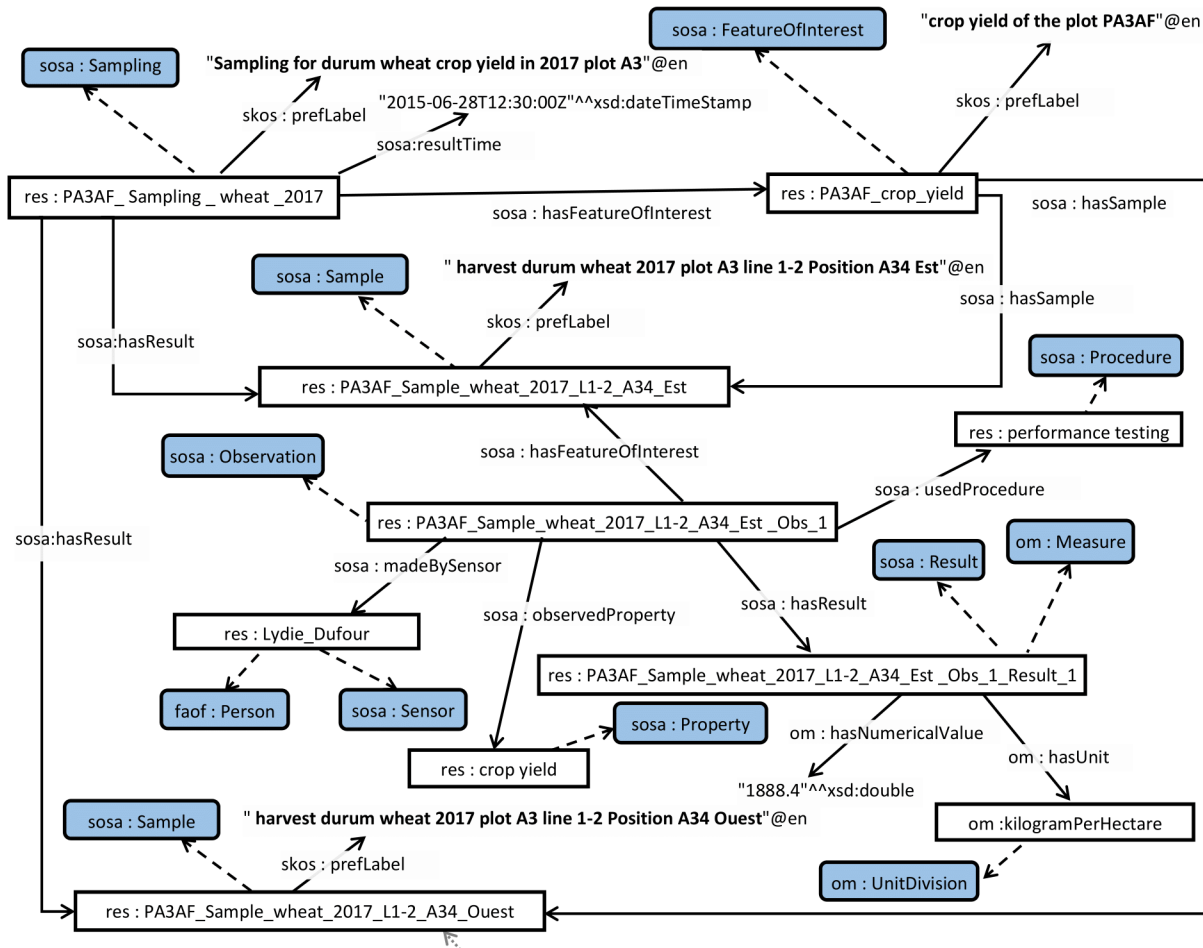 "crop yield of the plot PA3AF"@en
sosa : FeatureOfInterest
sosa : Sampling
"Sampling for durum wheat crop yield in 2017 plot A3"@en
"2015-06-28T12:30:00Z"^^xsd:dateTimeStamp
skos : prefLabel
skos : prefLabel
sosa:resultTime
res : PA3AF_ Sampling _ wheat _2017
res : PA3AF_crop_yield
sosa : hasFeatureOfInterest
sosa : hasSample
" harvest durum wheat 2017 plot A3 line 1-2 Position A34 Est"@en
sosa : Sample
sosa : hasSample
skos : prefLabel
sosa:hasResult
sosa : Procedure
res : PA3AF_Sample_wheat_2017_L1-2_A34_Est
res : performance testing
sosa : Observation
sosa : hasFeatureOfInterest
sosa : usedProcedure
res : PA3AF_Sample_wheat_2017_L1-2_A34_Est _Obs_1
sosa:hasResult
om : Measure
sosa : Result
sosa : madeBySensor
sosa : hasResult
sosa : observedProperty
res : Lydie_Dufour
res : PA3AF_Sample_wheat_2017_L1-2_A34_Est _Obs_1_Result_1
faof : Person
sosa : Sensor
sosa : Property
om : hasNumericalValue
om : hasUnit
res : crop yield
"1888.4"^^xsd:double
sosa : Sample
" harvest durum wheat 2017 plot A3 line 1-2 Position A34 Ouest"@en
om :kilogramPerHectare
skos : prefLabel
om : UnitDivision
res : PA3AF_Sample_wheat_2017_L1-2_A34_Ouest